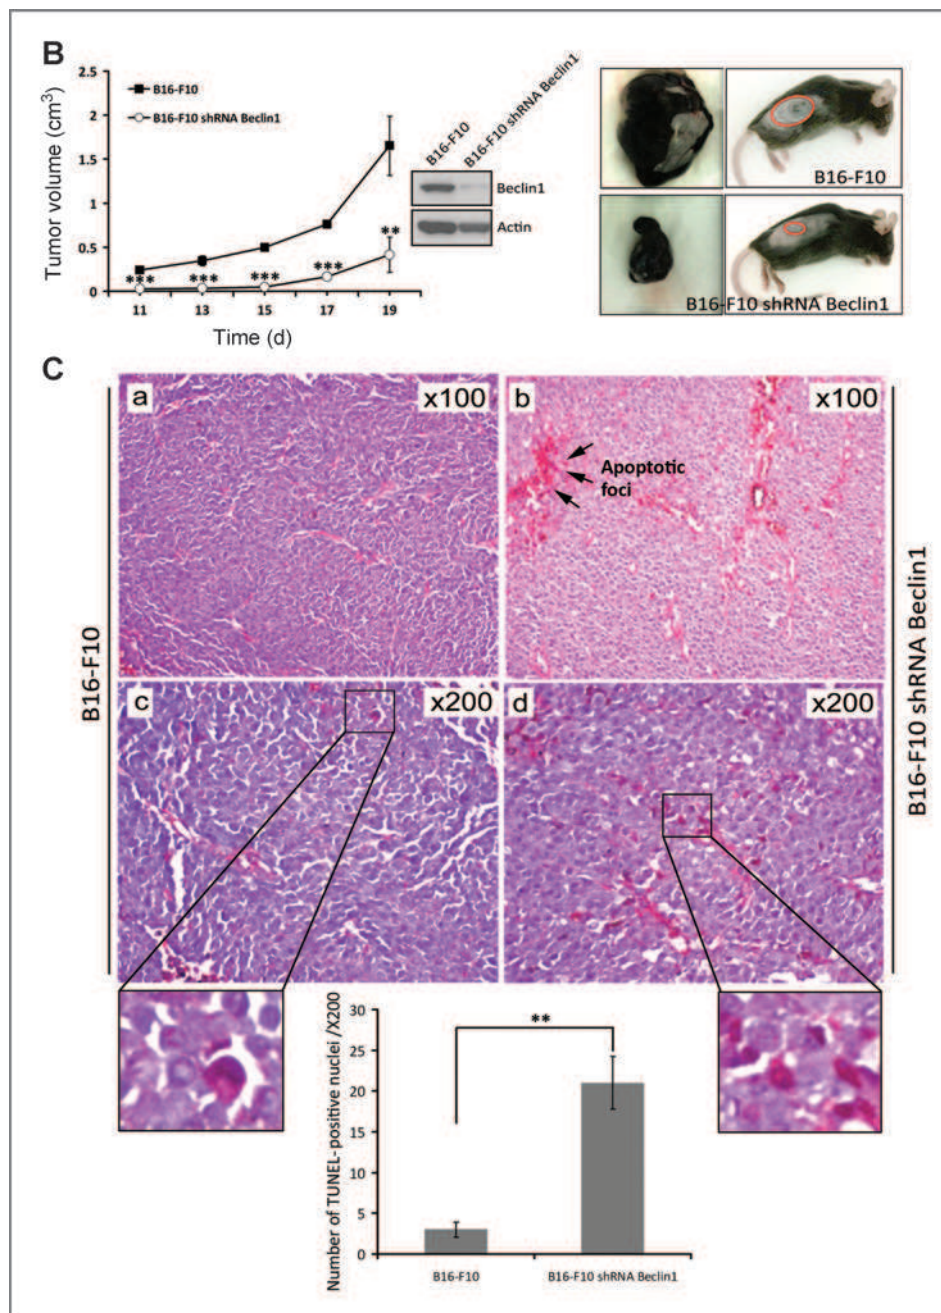 B
Tumor volume (cm³)
2.5
2
1.5
1
0.5
0
B16-F10
B16-F10 shRNA Beclin1
***
***
***
***
**
11 13 15 17 19
Time (d)
B16-F10
B16-F10 shRNA Beclin1
Beclin1
Actin
B16-F10
B16-F10 shRNA Beclin1
C
B16-F10
B16-F10 shRNA Beclin1
a x100
b x100
Apoptotic
foci
c x200
d x200
Number of TUNEL-positive nuclei /X200
30
25
20
15
10
5
0
**
B16-F10 B16-F10 shRNA Beclin1